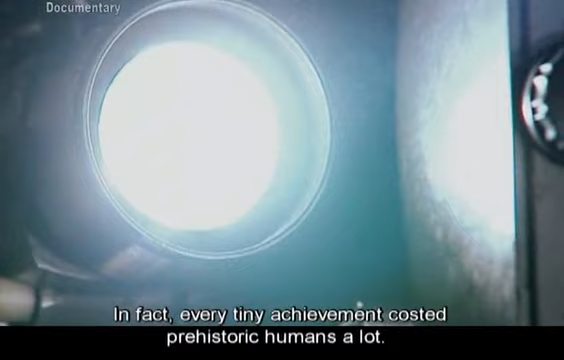 Documentary
In fact, every tiny achievement costed
prehistoric humans a lot.